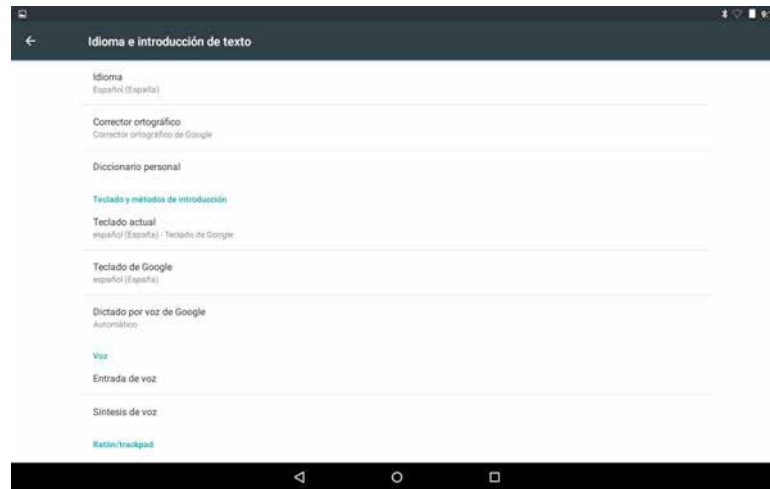 9:
Idioma e introducción de texto
Idioma
Español (España)
Corrector ortográfico
Corrector ortográfico de Google
Diccionario personal
Teclado y métodos de introducción
Teclado actual
español (España) - Teclado de Google
Teclado de Google
español (España)
Dictado por voz de Google
Automático
Voz
Entrada de voz
Síntesis de voz
Ratón/trackpad